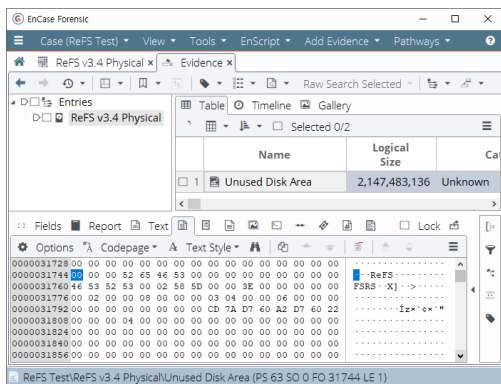 EnCase Forensic
Case (ReFS Test) View Tools EnScript Add Evidence Pathways
ReFS v3.4 Physical × Evidence ×
Raw Search Selected
Entries
ReFS v3.4 Physical
Table Timeline Gallery
Selected 0/2
Name Logical Size Ca
1 Unused Disk Area 2,147,483,136 Unknown
Fields Report Text Lock
Options Codepage Text Style
0000031728 00 00 00 00 00 00 00 00 00 00 00 00 00 00 00 00
0000031744 00 00 00 52 65 46 53 00 00 00 00 00 00 00 00 00 ···ReFS·········
0000031760 46 53 52 53 00 02 58 5D 00 00 3E 00 00 00 00 00 FSRS··X]··>·····
0000031776 00 02 00 00 08 00 00 00 03 04 00 00 06 00 00 00
0000031792 00 00 00 00 00 00 00 00 CD 7A D7 60 A2 D7 60 22 ········Íz×`¢×`"
0000031808 00 00 00 00 04 00 00 00 00 00 00 00 00 00 00 00
0000031824 00 00 00 00 00 00 00 00 00 00 00 00 00 00 00 00
0000031840 00 00 00 00 00 00 00 00 00 00 00 00 00 00 00 00
0000031856 00 00 00 00 00 00 00 00 00 00 00 00 00 00 00 00
ReFS Test\ReFS v3.4 Physical\Unused Disk Area (PS 63 SO 0 FO 31744 LE 1)